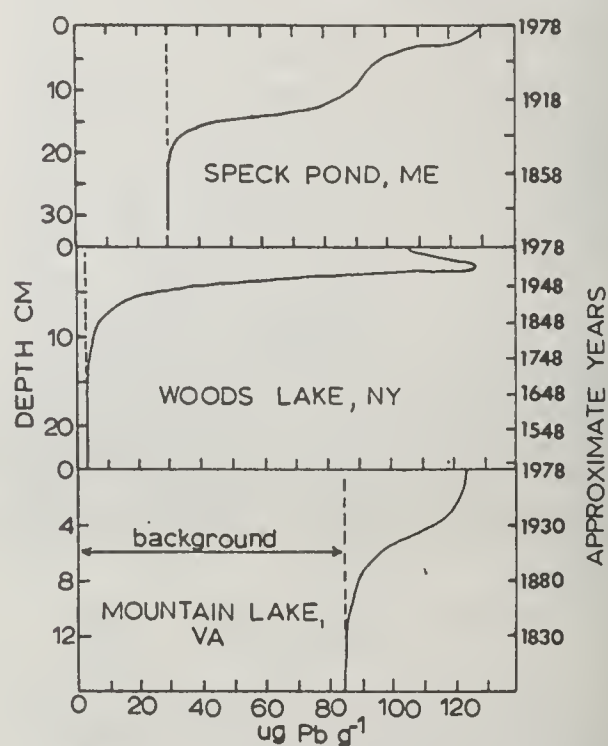 0
10
20
30
SPECK POND, ME
1978
1918
1858
0
10
20
WOODS LAKE, NY
1978
1948
1848
1748
1648
1548
0
4
8
12
background
MOUNTAIN LAKE,
VA
1978
1930
1880
1830
DEPTH CM
APPROXIMATE YEARS
0 20 40 60 80 100 120
ug Pb g⁻¹